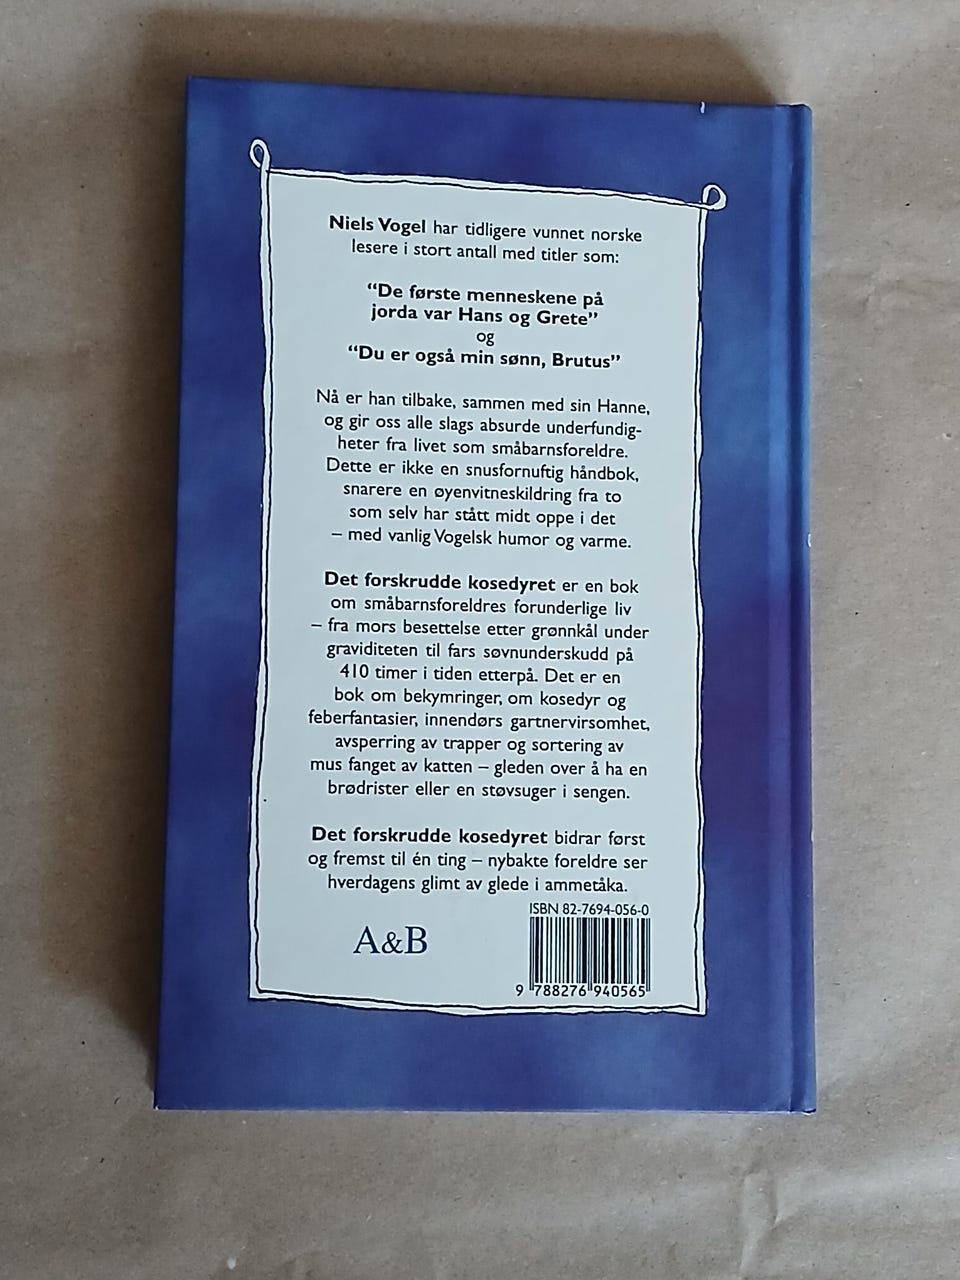 Niels Vogel har tidligere vunnet norske
lesere i stort antall med titler som:
“De første menneskene på
jorda var Hans og Grete”
og
“Du er også min sønn, Brutus”
Nå er han tilbake, sammen med sin Hanne,
og gir oss alle slags absurde underfundig-
heter fra livet som småbarnsforeldre.
Dette er ikke en snusfornuftig håndbok,
snarere en øyenvitneskildring fra to
som selv har stått midt oppe i det
– med vanlig Vogelsk humor og varme.
Det forskrudde kosedyret er en bok
om småbarnsforeldres forunderlige liv
– fra mors besettelse etter grønnkål under
graviditeten til fars søvnunderskudd på
410 timer i tiden etterpå. Det er en
bok om bekymringer, om kosedyr og
feberfantasier, innendørs gartnervirsomhet,
avsperring av trapper og sortering av
mus fanget av katten – gleden over å ha en
brødrister eller en støvsuger i sengen.
Det forskrudde kosedyret bidrar først
og fremst til én ting – nybakte foreldre ser
hverdagens glimt av glede i ammetåka.
ISBN 82-7694-056-0
A&B
9 788276 940565